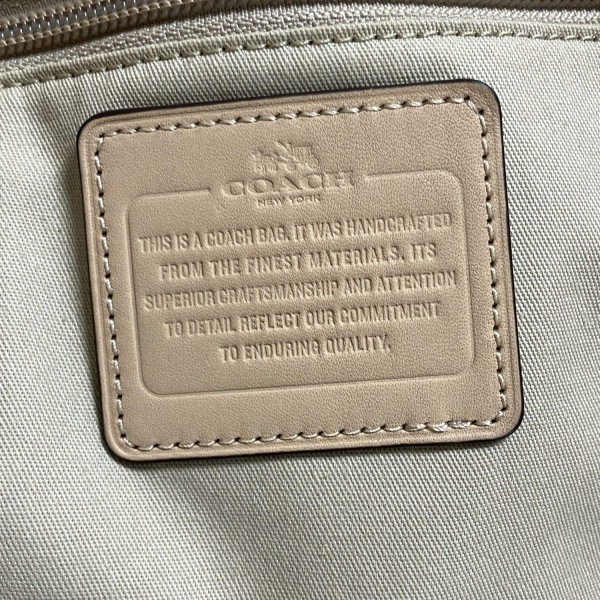 COACH
NEW YORK
THIS IS A COACH BAG. IT WAS HANDCRAFTED
FROM THE FINEST MATERIALS. ITS
SUPERIOR CRAFTSMANSHIP AND ATTENTION
TO DETAIL REFLECT OUR COMMITMENT
TO ENDURING QUALITY.